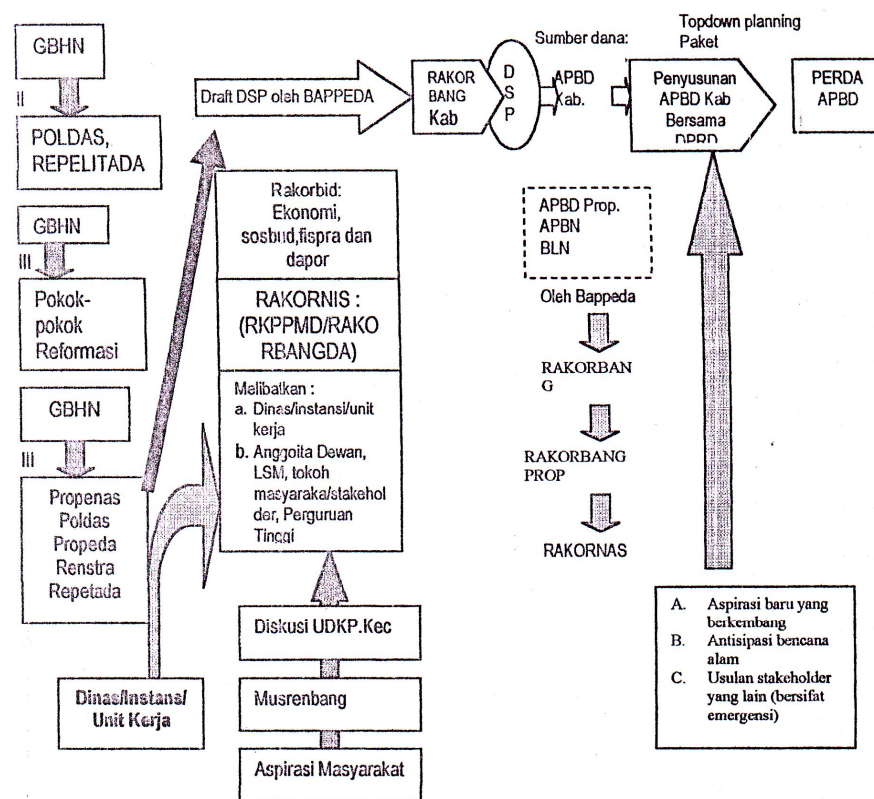 GBHN
II
POLDAS,
REPELITADA
GBHN
III
Pokok-
pokok
Reformasi
GBHN
III
Propenas
Poldas
Propeda
Renstra
Repetada
Dinas/Instans/
Unit Kerja
Draft DSP oleh BAPPEDA
Rakorbid:
Ekonomi,
sosbud,fispra dan
dapor
RAKORNIS :
(RKPPMD/RAKO
RBANGDA)
Melibatkan :
a. Dinas/instansi/unit
kerja
b. Anggoita Dewan,
LSM, tokoh
masyaraka/stakehol
der, Perguruan
Tinggi
Diskusi UDKP.Kec
Musrenbang
Aspirasi Masyarakat
RAKOR
BANG
Kab
D
S
P
Sumber dana:
APBD
Kab.
Topdown planning
Paket
Penyusunan
APBD Kab
Bersama
DPRD
PERDA
APBD
APBD Prop.
APBN
BLN
Oleh Bappeda
RAKORBAN
G
RAKORBANG
PROP
RAKORNAS
A. Aspirasi baru yang
berkembang
B. Antisipasi bencana
alam
C. Usulan stakeholder
yang lain (bersifat
emergensi)